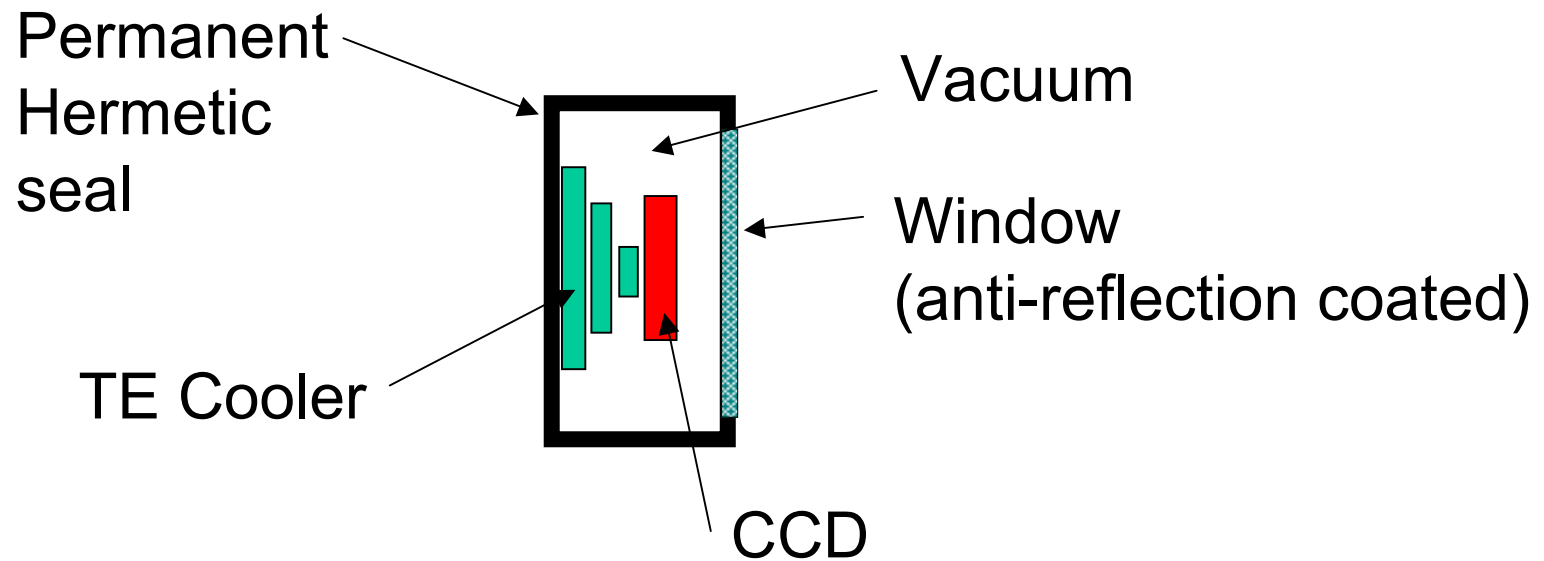 Permanent
Hermetic
seal
Vacuum
Window
(anti-reflection coated)
TE Cooler
CCD